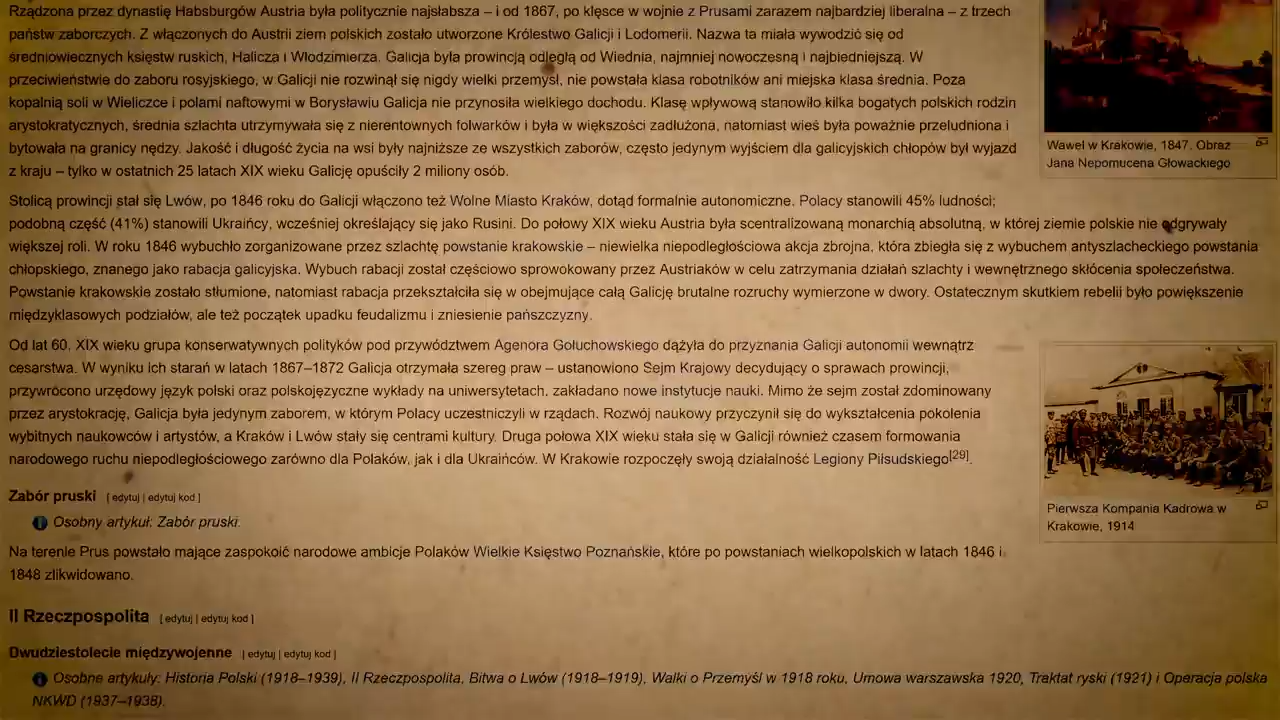 Rządzona przez dynastię Habsburgów Austria była politycznie najsłabsza – i od 1867, po klęsce w wojnie z Prusami zarazem najbardziej liberalna – z trzech
państw zaborczych. Z włączonych do Austrii ziem polskich zostało utworzone Królestwo Galicji i Lodomerii. Nazwa ta miała wywodzić się od
średniowiecznych księstw ruskich, Halicza i Włodzimierza. Galicja była prowincją odległą od Wiednia, najmniej nowoczesną i najbiedniejszą. W
przeciwieństwie do zaboru rosyjskiego, w Galicji nie rozwinął się nigdy wielki przemysł, nie powstała klasa robotników ani miejska klasa średnia. Poza
kopalnią soli w Wieliczce i polami naftowymi w Borysławiu Galicja nie przynosiła wielkiego dochodu. Klasę wpływową stanowiło kilka bogatych polskich rodzin
arystokratycznych, średnia szlachta utrzymywała się z nierentownych folwarków i była w większości zadłużona, natomiast wieś była poważnie przeludniona i
bytowała na granicy nędzy. Jakość i długość życia na wsi były najniższe ze wszystkich zaborów, często jedynym wyjściem dla galicyjskich chłopów był wyjazd
z kraju – tylko w ostatnich 25 latach XIX wieku Galicję opuściły 2 miliony osób.
Wawel w Krakowie, 1847. Obraz
Jana Nepomucena Głowackiego
Stolicą prowincji stał się Lwów, po 1846 roku do Galicji włączono też Wolne Miasto Kraków, dotąd formalnie autonomiczne. Polacy stanowili 45% ludności;
podobną część (41%) stanowili Ukraińcy, wcześniej określający się jako Rusini. Do połowy XIX wieku Austria była scentralizowaną monarchią absolutną, w której ziemie polskie nie odgrywały
większej roli. W roku 1846 wybuchło zorganizowane przez szlachtę powstanie krakowskie – niewielka niepodległościowa akcja zbrojna, która zbiegła się z wybuchem antyszlacheckiego powstania
chłopskiego, znanego jako rabacja galicyjska. Wybuch rabacji został częściowo sprowokowany przez Austriaków w celu zatrzymania działań szlachty i wewnętrznego skłócenia społeczeństwa.
Powstanie krakowskie zostało stłumione, natomiast rabacja przekształciła się w obejmujące całą Galicję brutalne rozruchy wymierzone w dwory. Ostatecznym skutkiem rebelii było powiększenie
międzyklasowych podziałów, ale też początek upadku feudalizmu i zniesienie pańszczyzny.
Od lat 60. XIX wieku grupa konserwatywnych polityków pod przywództwem Agenora Gołuchowskiego dążyła do przyznania Galicji autonomii wewnątrz
cesarstwa. W wyniku ich starań w latach 1867–1872 Galicja otrzymała szereg praw – ustanowiono Sejm Krajowy decydujący o sprawach prowincji,
przywrócono urzędowy język polski oraz polskojęzyczne wykłady na uniwersytetach, zakładano nowe instytucje nauki. Mimo że sejm został zdominowany
przez arystokrację, Galicja była jedynym zaborem, w którym Polacy uczestniczyli w rządach. Rozwój naukowy przyczynił się do wykształcenia pokolenia
wybitnych naukowców i artystów, a Kraków i Lwów stały się centrami kultury. Druga połowa XIX wieku stała się w Galicji również czasem formowania
narodowego ruchu niepodległościowego zarówno dla Polaków, jak i dla Ukraińców. W Krakowie rozpoczęły swoją działalność Legiony Piłsudskiego[29].
Pierwsza Kompania Kadrowa w
Krakowie, 1914
Zabór pruski [ edytuj | edytuj kod ]
Osobny artykuł: Zabór pruski.
Na terenie Prus powstało mające zaspokoić narodowe ambicje Polaków Wielkie Księstwo Poznańskie, które po powstaniach wielkopolskich w latach 1846 i
1848 zlikwidowano.
II Rzeczpospolita [ edytuj | edytuj kod ]
Dwudziestolecie międzywojenne [ edytuj | edytuj kod ]
Osobne artykuły: Historia Polski (1918–1939), II Rzeczpospolita, Bitwa o Lwów (1918–1919), Walki o Przemyśl w 1918 roku, Umowa warszawska 1920, Traktat ryski (1921) i Operacja polska
NKWD (1937–1938).